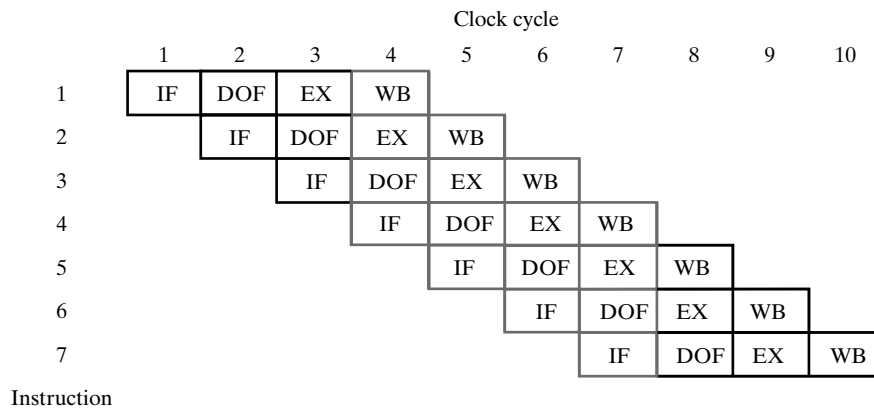 Clock cycle
1 2 3 4 5 6 7 8 9 10
1 IF DOF EX WB
2 IF DOF EX WB
3 IF DOF EX WB
4 IF DOF EX WB
5 IF DOF EX WB
6 IF DOF EX WB
7 IF DOF EX WB
Instruction